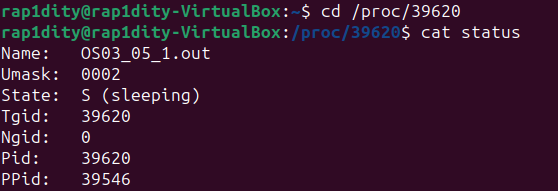 rap1dity@rap1dity-VirtualBox:~$ cd /proc/39620
rap1dity@rap1dity-VirtualBox:/proc/39620$ cat status
Name:   OS03_05_1.out
Umask:  0002
State:  S (sleeping)
Tgid:   39620
Ngid:   0
Pid:    39620
PPid:   39546